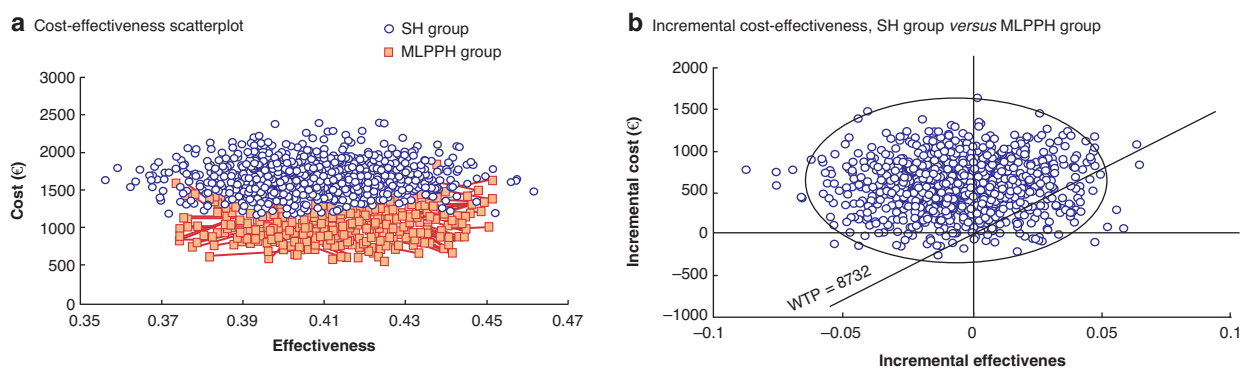 a Cost-effectiveness scatterplot
SH group
MLPPH group
3000
2500
2000
1500
1000
500
0
Cost (€)
0.35 0.37 0.39 0.41 0.43 0.45 0.47
Effectiveness
b Incremental cost-effectiveness, SH group versus MLPPH group
2000
1500
1000
500
0
–500
–1000
Incremental cost (€)
WTP = 8732
–0.1 –0.05 0 0.05 0.1
Incremental effectivenes